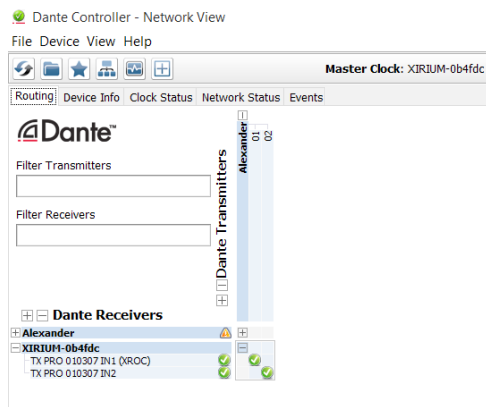 Dante Controller - Network View
File Device View Help
Master Clock: XIRIUM-0b4fdc
Routing Device Info Clock Status Network Status Events
Dante™
Filter Transmitters
Filter Receivers
Dante Transmitters
Alexander
01
02
Dante Receivers
Alexander
XIRIUM-0b4fdc
TX PRO 010307 IN1 (XROC)
TX PRO 010307 IN2